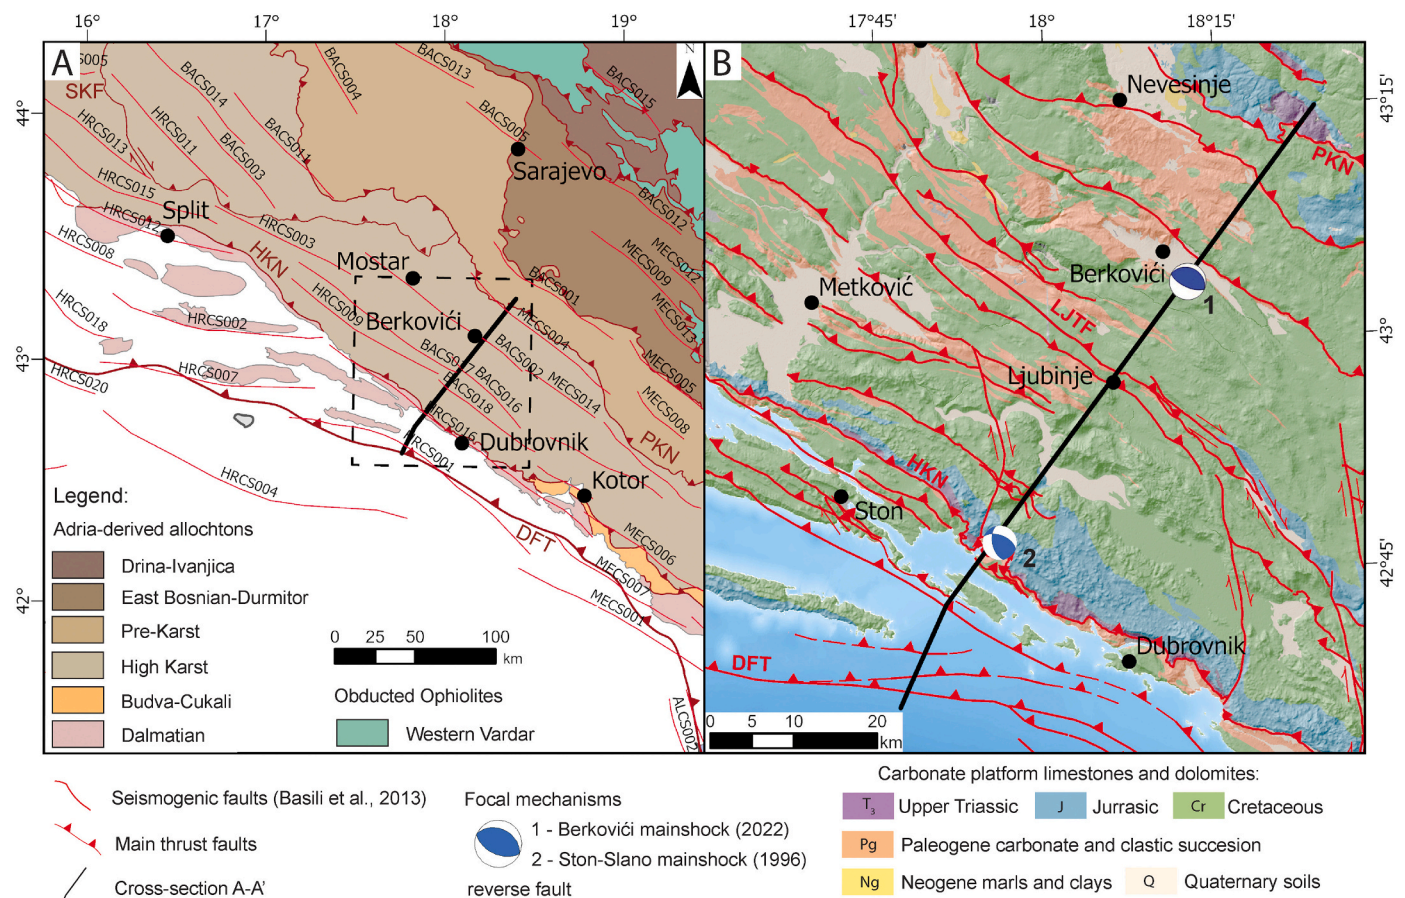 16°
17°
18°
19°
17°45'
18°
18°15'
A
B
N
44°
43°
42°
43°15'
43°
42°45'
S005
SKF
BACS014
BACS004
BACS013
BACS015
HRCS013
HRCS011
BACS003
BACS011
BACS005
Sarajevo
HRCS015
HRCS012
Split
HRCS008
HKN
HRCS003
Mostar
BACS012
MECS012
MECS009
MECS013
BACS001
HRCS018
HRCS002
HRCS009
Berkovići
MECS004
BACS017
BACS002
HRCS020
HRCS007
BACS016
BACS018
MECS014
MECS005
MECS008
HRCS016
HRCS001
Dubrovnik
PKN
HRCS004
Kotor
DFT
MECS006
MECS007
MECS001
ALCS002
Legend:
Adria-derived allochtons
Drina-Ivanjica
East Bosnian-Durmitor
Pre-Karst
High Karst
Budva-Cukali
Dalmatian
0 25 50 100
km
Obducted Ophiolites
Western Vardar
Nevesinje
PKN
Berkovići
1
Metković
LJTF
Ljubinje
HKN
Ston
2
Dubrovnik
DFT
0 5 10 20
km
Seismogenic faults (Basili et al., 2013)
Main thrust faults
Cross-section A-A'
Focal mechanisms
1 - Berkovići mainshock (2022)
2 - Ston-Slano mainshock (1996)
reverse fault
Carbonate platform limestones and dolomites:
T3 Upper Triassic J Jurrasic Cr Cretaceous
Pg Paleogene carbonate and clastic succesion
Ng Neogene marls and clays Q Quaternary soils